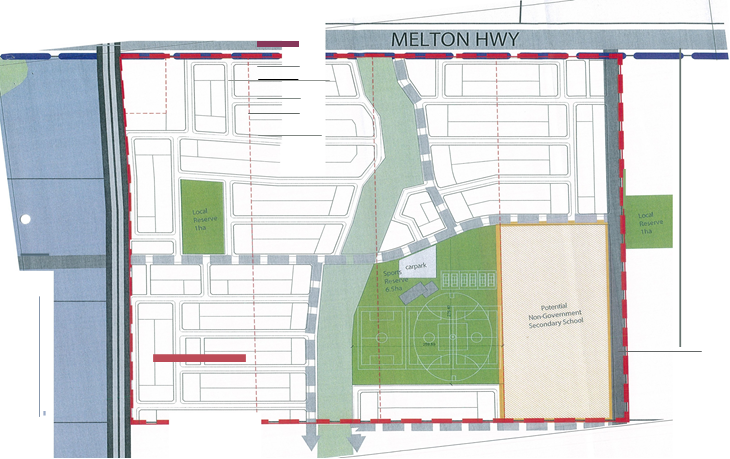 MELTON HWY
Local
Reserve
1ha
Local
Reserve
1ha
Sports
Reserve
carpark
Potential
Non-Government
Secondary School